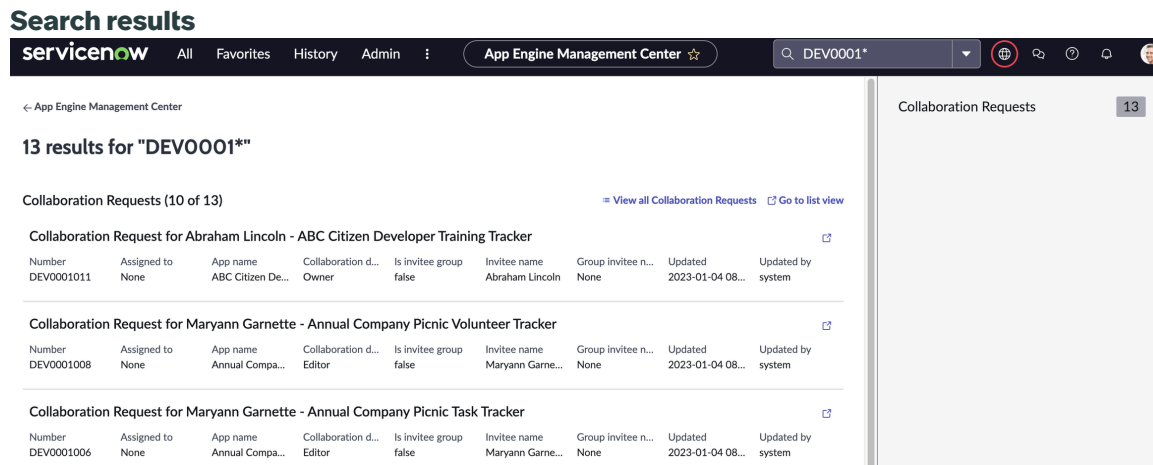 Search results
servicenow All Favorites History Admin App Engine Management Center DEV0001*
← App Engine Management Center
13 results for "DEV0001*"
Collaboration Requests (10 of 13) View all Collaboration Requests Go to list view
Collaboration Request for Abraham Lincoln - ABC Citizen Developer Training Tracker
Number Assigned to App name Collaboration d... Is invitee group Invitee name Group invitee n... Updated Updated by
DEV0001011 None ABC Citizen De... Owner false Abraham Lincoln None 2023-01-04 08... system
Collaboration Request for Maryann Garnette - Annual Company Picnic Volunteer Tracker
Number Assigned to App name Collaboration d... Is invitee group Invitee name Group invitee n... Updated Updated by
DEV0001008 None Annual Compa... Editor false Maryann Garne... None 2023-01-04 08... system
Collaboration Request for Maryann Garnette - Annual Company Picnic Task Tracker
Number Assigned to App name Collaboration d... Is invitee group Invitee name Group invitee n... Updated Updated by
DEV0001006 None Annual Compa... Editor false Maryann Garne... None 2023-01-04 08... system
Collaboration Requests 13